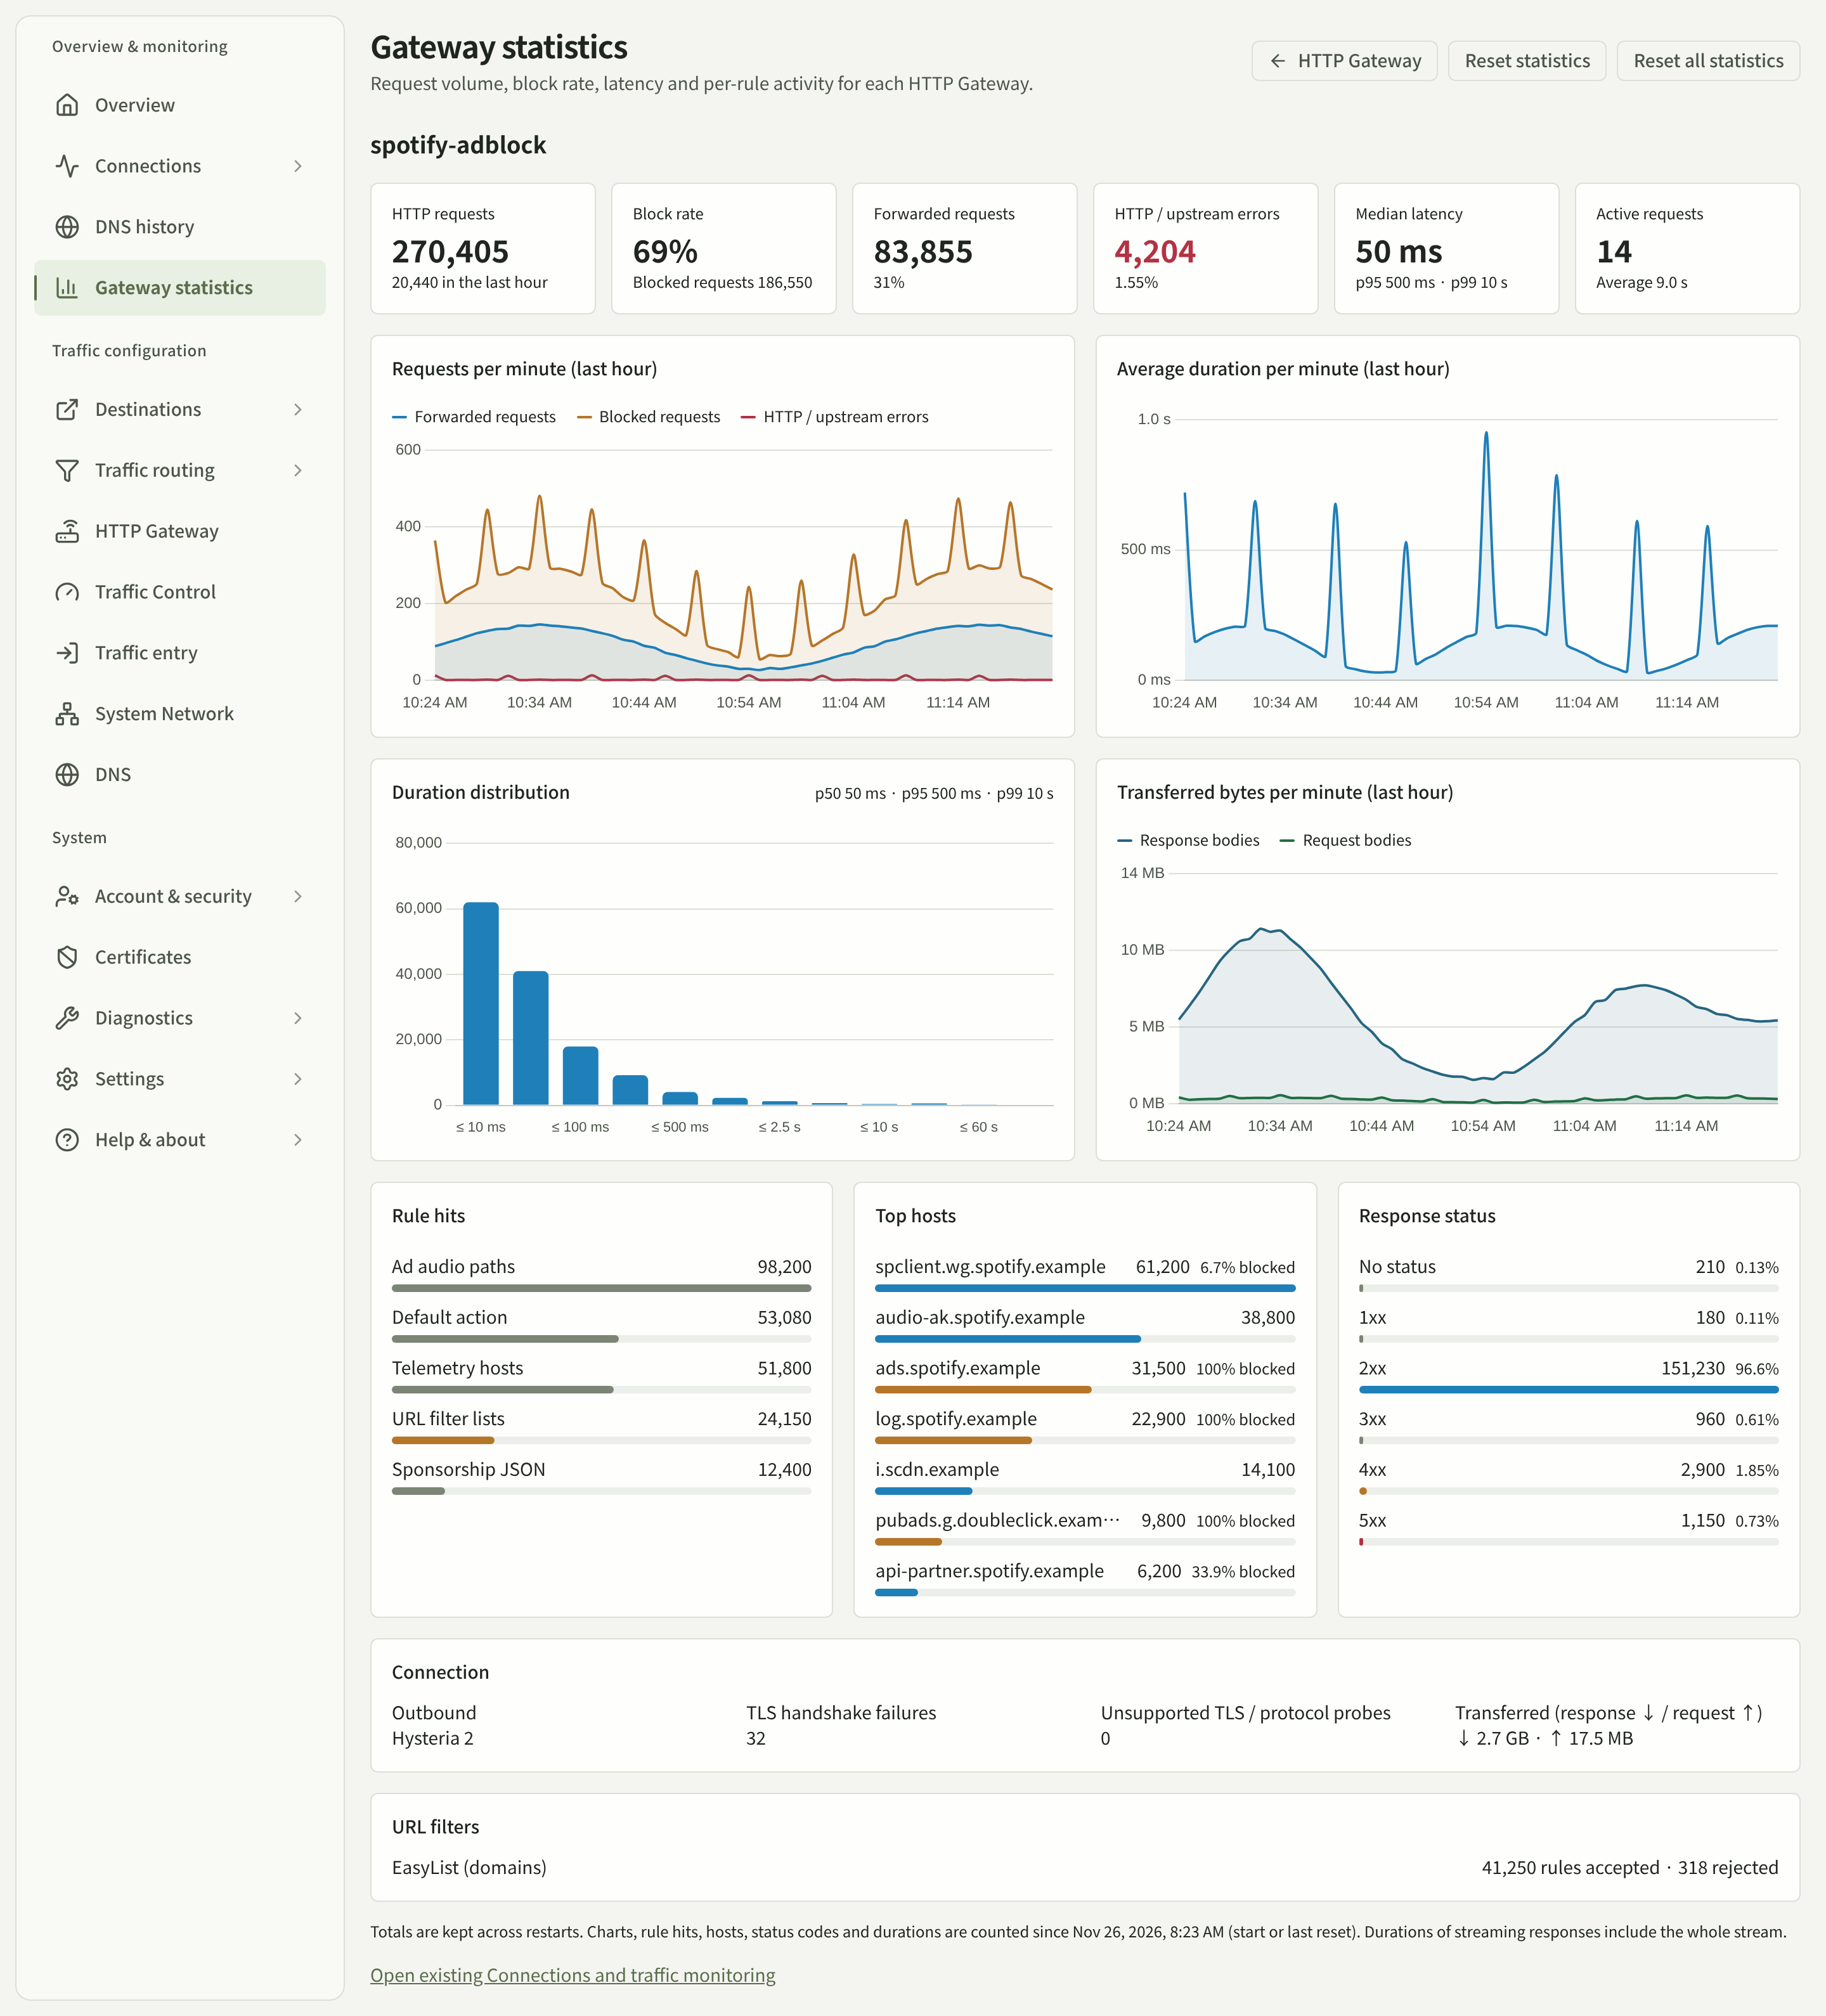 Overview & monitoring
Overview
Connections
DNS history
Gateway statistics
Traffic configuration
Destinations
Traffic routing
HTTP Gateway
Traffic Control
Traffic entry
System Network
DNS
System
Account & security
Certificates
Diagnostics
Settings
Help & about
Gateway statistics
Request volume, block rate, latency and per-rule activity for each HTTP Gateway.
← HTTP Gateway
Reset statistics
Reset all statistics
spotify-adblock
HTTP requests
270,405
20,440 in the last hour
Block rate
69%
Blocked requests 186,550
Forwarded requests
83,855
31%
HTTP / upstream errors
4,204
1.55%
Median latency
50 ms
p95 500 ms · p99 10 s
Active requests
14
Average 9.0 s
Requests per minute (last hour)
Forwarded requests
Blocked requests
HTTP / upstream errors
600
400
200
0
10:24 AM 10:34 AM 10:44 AM 10:54 AM 11:04 AM 11:14 AM
Average duration per minute (last hour)
1.0 s
500 ms
0 ms
10:24 AM 10:34 AM 10:44 AM 10:54 AM 11:04 AM 11:14 AM
Duration distribution
p50 50 ms · p95 500 ms · p99 10 s
80,000
60,000
40,000
20,000
0
≤ 10 ms ≤ 100 ms ≤ 500 ms ≤ 2.5 s ≤ 10 s ≤ 60 s
Transferred bytes per minute (last hour)
Response bodies
Request bodies
14 MB
10 MB
5 MB
0 MB
10:24 AM 10:34 AM 10:44 AM 10:54 AM 11:04 AM 11:14 AM
Rule hits
Ad audio paths 98,200
Default action 53,080
Telemetry hosts 51,800
URL filter lists 24,150
Sponsorship JSON 12,400
Top hosts
spclient.wg.spotify.example 61,200 6.7% blocked
audio-ak.spotify.example 38,800
ads.spotify.example 31,500 100% blocked
log.spotify.example 22,900 100% blocked
i.scdn.example 14,100
pubads.g.doubleclick.exam… 9,800 100% blocked
api-partner.spotify.example 6,200 33.9% blocked
Response status
No status 210 0.13%
1xx 180 0.11%
2xx 151,230 96.6%
3xx 960 0.61%
4xx 2,900 1.85%
5xx 1,150 0.73%
Connection
Outbound
Hysteria 2
TLS handshake failures
32
Unsupported TLS / protocol probes
0
Transferred (response ↓ / request ↑)
↓ 2.7 GB · ↑ 17.5 MB
URL filters
EasyList (domains) 41,250 rules accepted · 318 rejected
Totals are kept across restarts. Charts, rule hits, hosts, status codes and durations are counted since Nov 26, 2026, 8:23 AM (start or last reset). Durations of streaming responses include the whole stream.
Open existing Connections and traffic monitoring